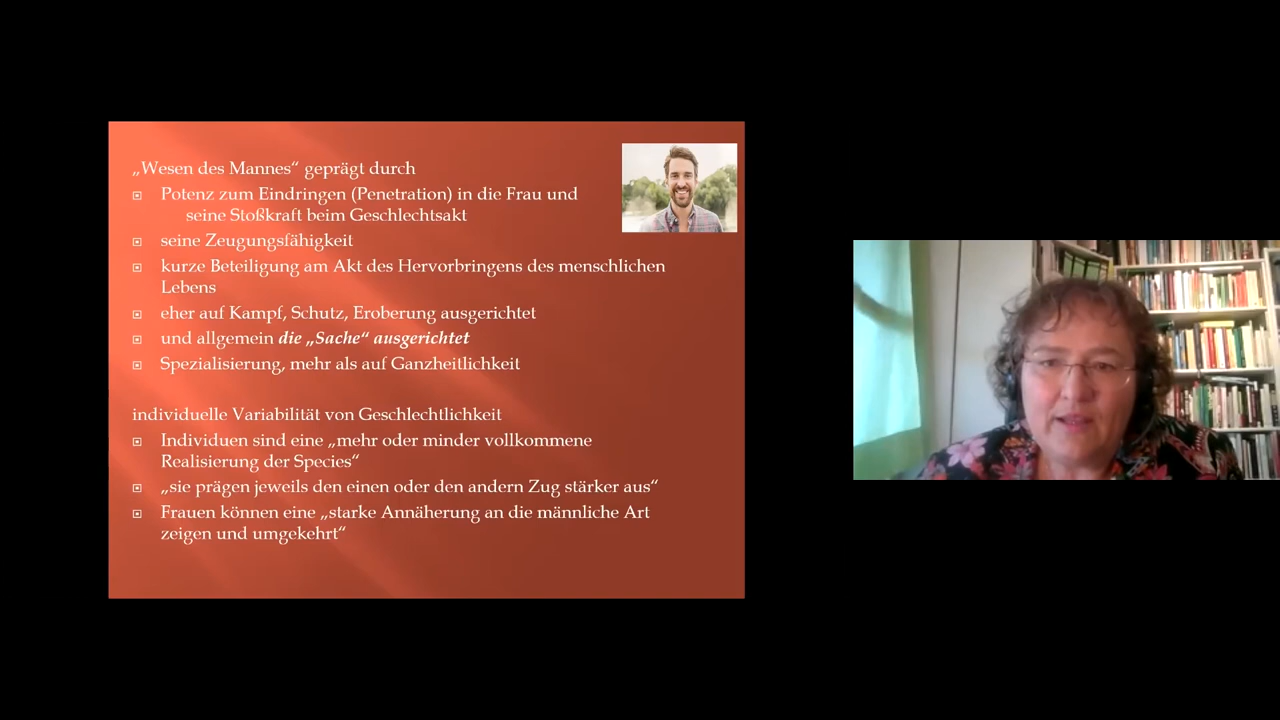 „Wesen des Mannes“ geprägt durch
Potenz zum Eindringen (Penetration) in die Frau und
seine Stoßkraft beim Geschlechtsakt
seine Zeugungsfähigkeit
kurze Beteiligung am Akt des Hervorbringens des menschlichen
Lebens
eher auf Kampf, Schutz, Eroberung ausgerichtet
und allgemein die „Sache“ ausgerichtet
Spezialisierung, mehr als auf Ganzheitlichkeit
individuelle Variabilität von Geschlechtlichkeit
Individuen sind eine „mehr oder minder vollkommene
Realisierung der Species“
„sie prägen jeweils den einen oder den andern Zug stärker aus“
Frauen können eine „starke Annäherung an die männliche Art
zeigen und umgekehrt“